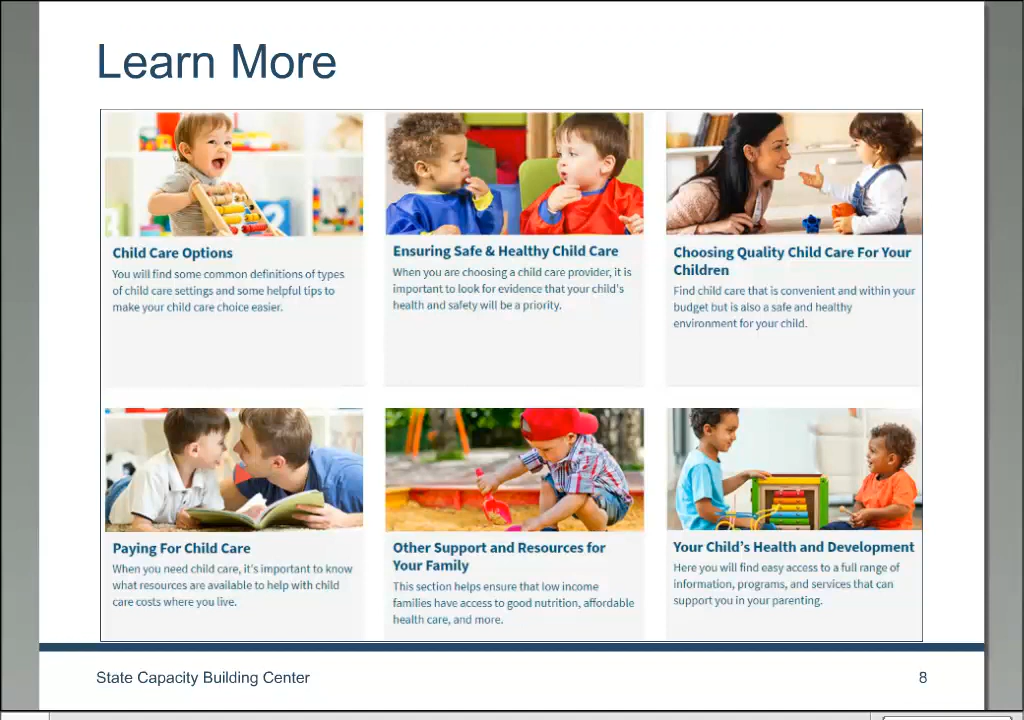 Learn More
Child Care Options
You will find some common definitions of types
of child care settings and some helpful tips to
make your child care choice easier.
Ensuring Safe & Healthy Child Care
When you are choosing a child care provider, it is
important to look for evidence that your child's
health and safety will be a priority.
Choosing Quality Child Care For Your
Children
Find child care that is convenient and within your
budget but is also a safe and healthy
environment for your child.
Paying For Child Care
When you need child care, it's important to know
what resources are available to help with child
care costs where you live.
Other Support and Resources for
Your Family
This section helps ensure that low income
families have access to good nutrition, affordable
health care, and more.
Your Child's Health and Development
Here you will find easy access to a full range of
information, programs, and services that can
support you in your parenting.
State Capacity Building Center
8